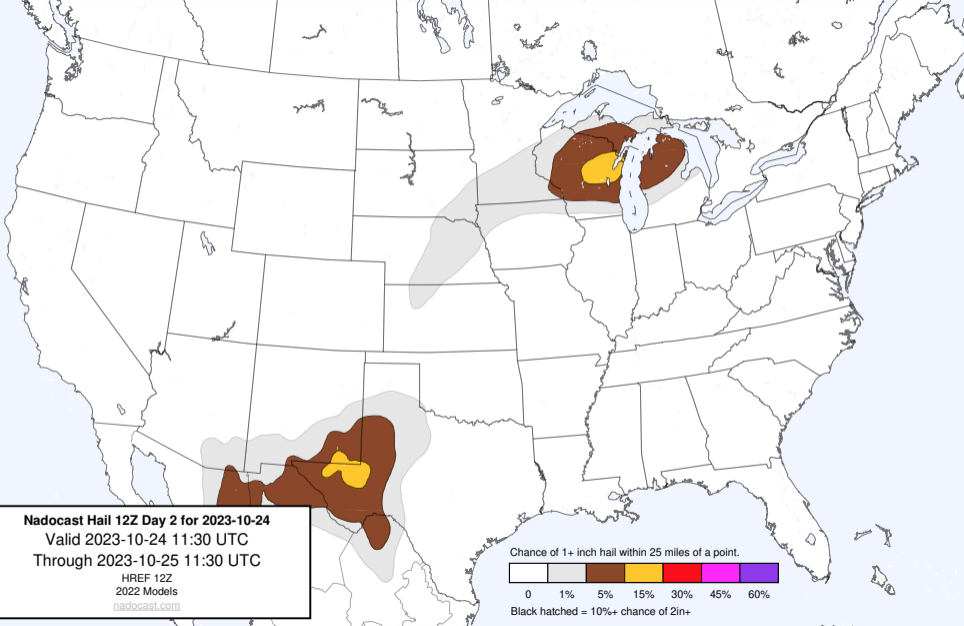 Nadocast Hail 12Z Day 2 for 2023-10-24
Valid 2023-10-24 11:30 UTC
Through 2023-10-25 11:30 UTC
HREF 12Z
2022 Models
nadocast.com
Chance of 1+ inch hail within 25 miles of a point.
0 1% 5% 15% 30% 45% 60%
Black hatched = 10%+ chance of 2in+